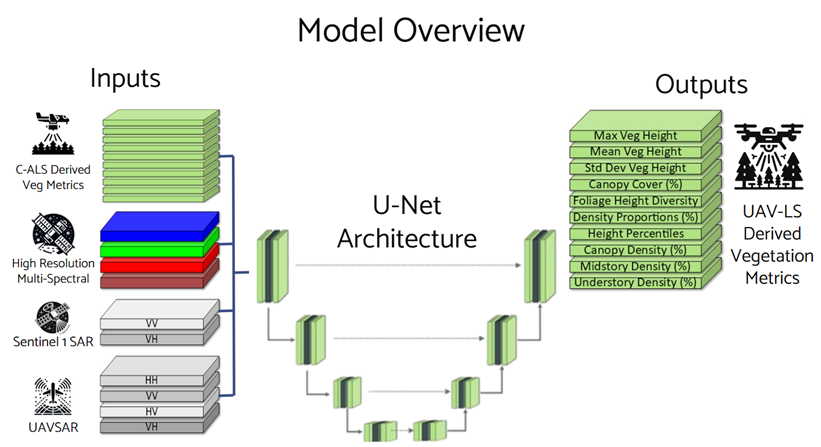 Model Overview
Inputs
C-ALS Derived
Veg Metrics
High Resolution
Multi-Spectral
VV
VH
Sentinel 1 SAR
HH
VV
HV
VH
UAVSAR
U-Net
Architecture
Outputs
Max Veg Height
Mean Veg Height
Std Dev Veg Height
Canopy Cover (%)
Foliage Height Diversity
Density Proportions (%)
Height Percentiles
Canopy Density (%)
Midstory Density (%)
Understory Density (%)
UAV-LS
Derived
Vegetation
Metrics